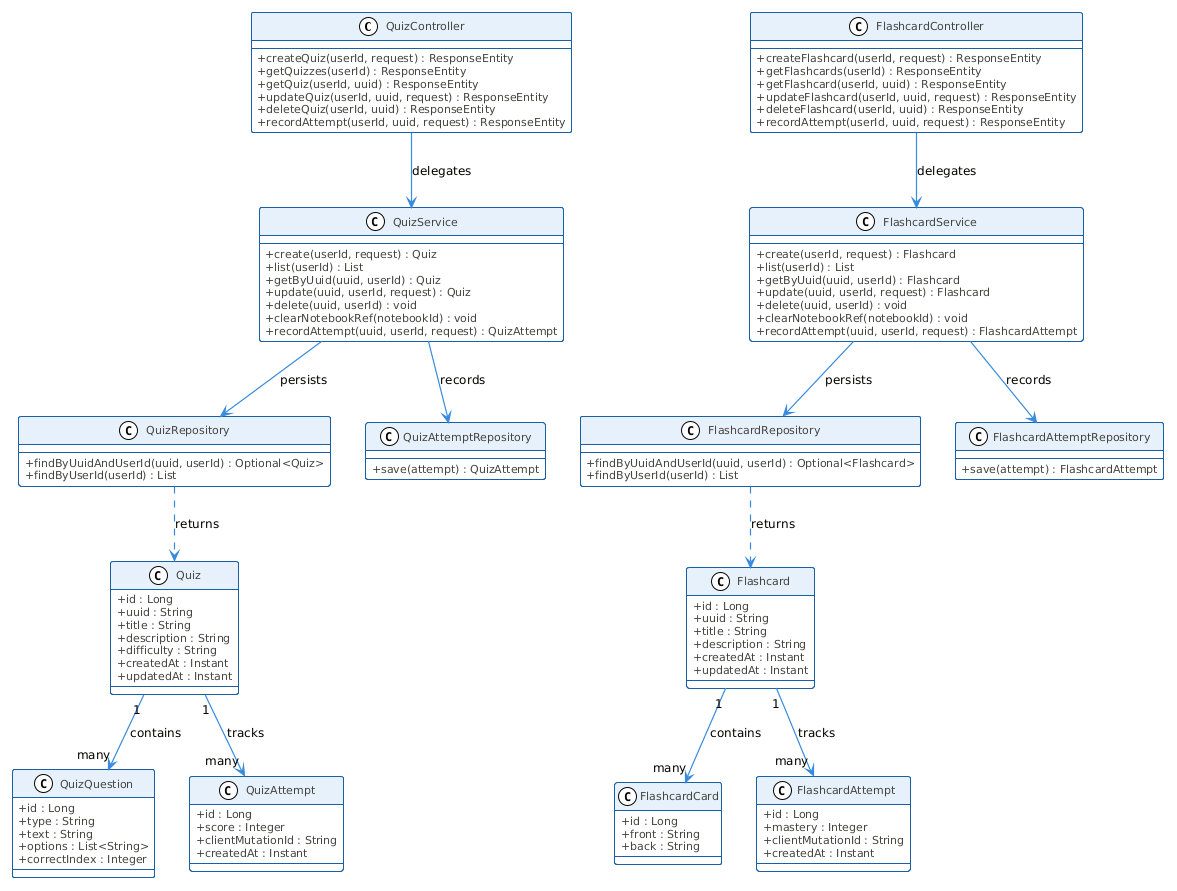 C QuizController
+createQuiz(userId, request) : ResponseEntity
+getQuizzes(userId) : ResponseEntity
+getQuiz(userId, uuid) : ResponseEntity
+updateQuiz(userId, uuid, request) : ResponseEntity
+deleteQuiz(userId, uuid) : ResponseEntity
+recordAttempt(userId, uuid, request) : ResponseEntity
C FlashcardController
+createFlashcard(userId, request) : ResponseEntity
+getFlashcards(userId) : ResponseEntity
+getFlashcard(userId, uuid) : ResponseEntity
+updateFlashcard(userId, uuid, request) : ResponseEntity
+deleteFlashcard(userId, uuid) : ResponseEntity
+recordAttempt(userId, uuid, request) : ResponseEntity
delegates
delegates
C QuizService
+create(userId, request) : Quiz
+list(userId) : List
+getByUuid(uuid, userId) : Quiz
+update(uuid, userId, request) : Quiz
+delete(uuid, userId) : void
+clearNotebookRef(notebookId) : void
+recordAttempt(uuid, userId, request) : QuizAttempt
C FlashcardService
+create(userId, request) : Flashcard
+list(userId) : List
+getByUuid(uuid, userId) : Flashcard
+update(uuid, userId, request) : Flashcard
+delete(uuid, userId) : void
+clearNotebookRef(notebookId) : void
+recordAttempt(uuid, userId, request) : FlashcardAttempt
persists
records
persists
records
C QuizRepository
+findByUuidAndUserId(uuid, userId) : Optional<Quiz>
+findByUserId(userId) : List
C QuizAttemptRepository
+save(attempt) : QuizAttempt
C FlashcardRepository
+findByUuidAndUserId(uuid, userId) : Optional<Flashcard>
+findByUserId(userId) : List
C FlashcardAttemptRepository
+save(attempt) : FlashcardAttempt
returns
returns
C Quiz
+id : Long
+uuid : String
+title : String
+description : String
+difficulty : String
+createdAt : Instant
+updatedAt : Instant
C Flashcard
+id : Long
+uuid : String
+title : String
+description : String
+createdAt : Instant
+updatedAt : Instant
1
contains
many
1
tracks
many
1
contains
many
1
tracks
many
C QuizQuestion
+id : Long
+type : String
+text : String
+options : List<String>
+correctIndex : Integer
C QuizAttempt
+id : Long
+score : Integer
+clientMutationId : String
+createdAt : Instant
C FlashcardCard
+id : Long
+front : String
+back : String
C FlashcardAttempt
+id : Long
+mastery : Integer
+clientMutationId : String
+createdAt : Instant